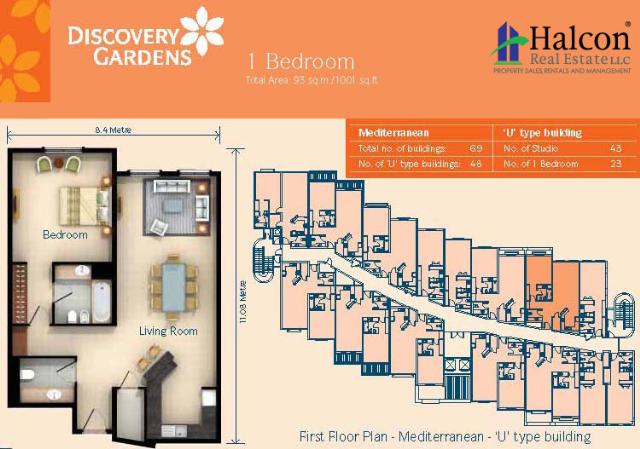 DISCOVERY
GARDENS
1 Bedroom
Total Area: 93 sq.m./1001 sq.ft
Halcon®
Real Estate LLC
PROPERTY SALES, RENTALS AND MANAGEMENT
8.4 Metre
Mediterranean
Total no. of buildings: 69
No. of 'U' type buildings: 48
'U' type building
No. of Studio 43
No. of 1 Bedroom 23
Bedroom
Living Room
11.08 Metre
First Floor Plan - Mediterranean - 'U' type building